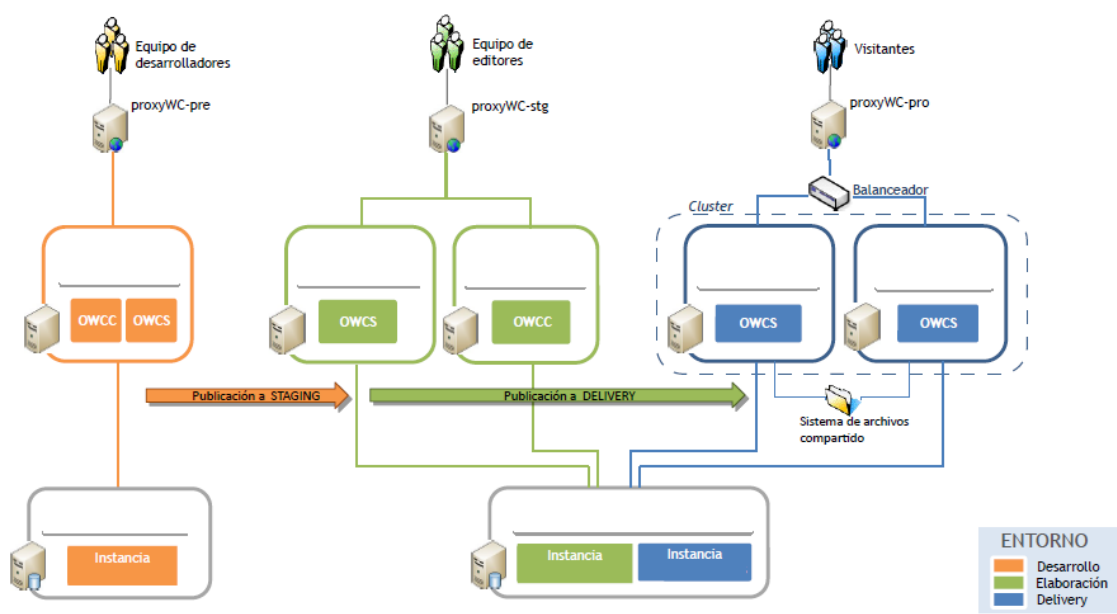 Equipo de
desarrolladores
Equipo de
editores
Visitantes
proxyWC-pre
proxyWC-stg
proxyWC-pro
Balanceador
Cluster
OWCC
OWCS
OWCS
OWCC
OWCS
OWCS
Publicación a STAGING
Publicación a DELIVERY
Sistema de archivos
compartido
Instancia
Instancia
Instancia
ENTORNO
Desarrollo
Elaboración
Delivery